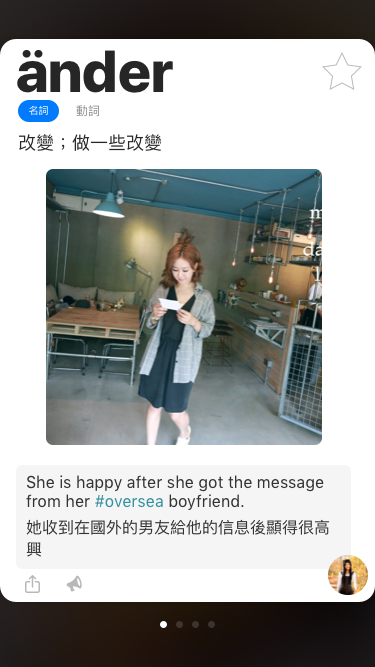 änder
名詞 動詞
改變；做一些改變
She is happy after she got the message
from her #oversea boyfriend.
她收到在國外的男友給他的信息後顯得很高
興